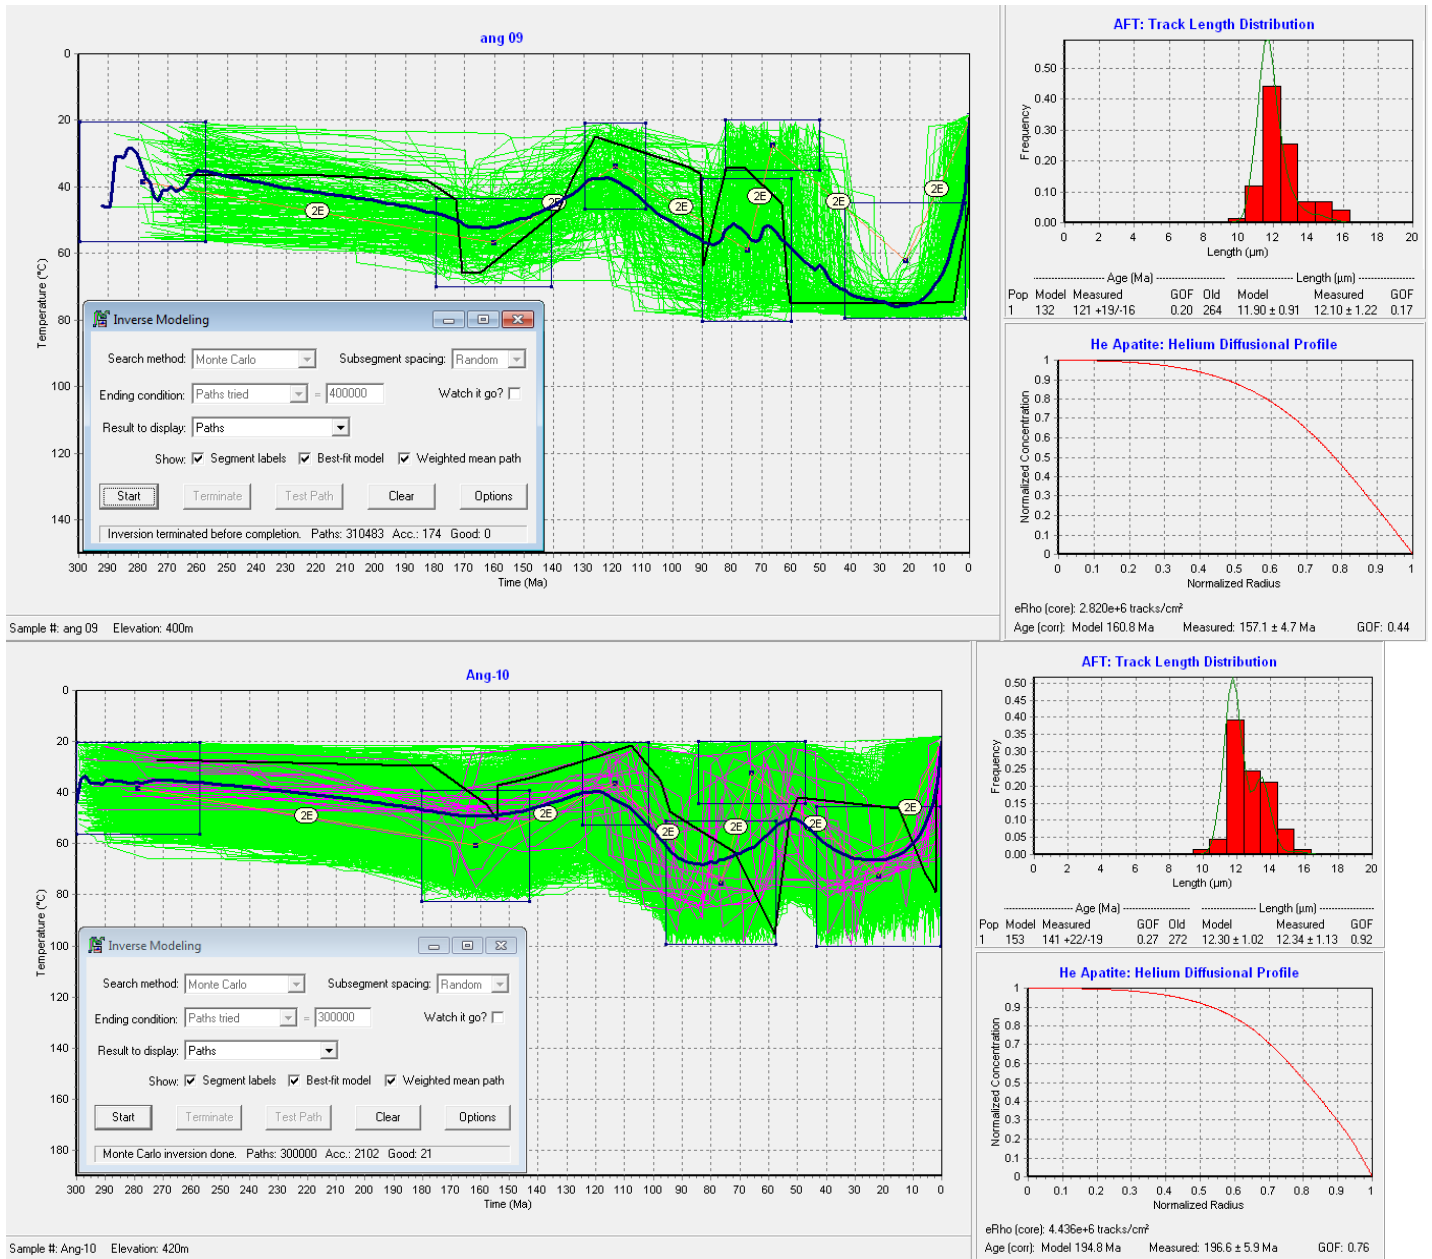 ang 09
0
20
40
60
80
100
120
140
Temperature (°C)
2E 2E 2E 2E 2E 2E
300 290 280 270 260 250 240 230 220 210 200 190 180 170 160 150 140 130 120 110 100 90 80 70 60 50 40 30 20 10 0
Time (Ma)
Inverse Modeling
Search method: Monte Carlo Subsegment spacing: Random
Ending condition: Paths tried = 400000 Watch it go?
Result to display: Paths
Show: Segment labels Best-fit model Weighted mean path
Start Terminate Test Path Clear Options
Inversion terminated before completion. Paths: 310483 Acc.: 174 Good: 0
Sample #: ang 09 Elevation: 400m
AFT: Track Length Distribution
Frequency
0.50
0.40
0.30
0.20
0.10
0.00
0 2 4 6 8 10 12 14 16 18 20
Length (µm)
Age (Ma) Length (µm)
Pop Model Measured GOF Old Model Measured GOF
1 132 121 +19/-16 0.20 264 11.90 ± 0.91 12.10 ± 1.22 0.17
He Apatite: Helium Diffusional Profile
Normalized Concentration
1
0.9
0.8
0.7
0.6
0.5
0.4
0.3
0.2
0.1
0
0 0.1 0.2 0.3 0.4 0.5 0.6 0.7 0.8 0.9 1
Normalized Radius
eRho (core): 2.820e+6 tracks/cm²
Age (corr): Model 160.8 Ma Measured: 157.1 ± 4.7 Ma GOF: 0.44
Ang-10
0
20
40
60
80
100
120
140
160
180
Temperature (°C)
2E 2E 2E 2E 2E 2E
300 290 280 270 260 250 240 230 220 210 200 190 180 170 160 150 140 130 120 110 100 90 80 70 60 50 40 30 20 10 0
Time (Ma)
Inverse Modeling
Search method: Monte Carlo Subsegment spacing: Random
Ending condition: Paths tried = 300000 Watch it go?
Result to display: Paths
Show: Segment labels Best-fit model Weighted mean path
Start Terminate Test Path Clear Options
Monte Carlo inversion done. Paths: 300000 Acc.: 2102 Good: 21
Sample #: Ang-10 Elevation: 420m
AFT: Track Length Distribution
Frequency
0.50
0.45
0.40
0.35
0.30
0.25
0.20
0.15
0.10
0.05
0.00
0 2 4 6 8 10 12 14 16 18 20
Length (µm)
Age (Ma) Length (µm)
Pop Model Measured GOF Old Model Measured GOF
1 153 141 +22/-19 0.27 272 12.30 ± 1.02 12.34 ± 1.13 0.92
He Apatite: Helium Diffusional Profile
Normalized Concentration
1
0.9
0.8
0.7
0.6
0.5
0.4
0.3
0.2
0.1
0
0 0.1 0.2 0.3 0.4 0.5 0.6 0.7 0.8 0.9 1
Normalized Radius
eRho (core): 4.436e+6 tracks/cm²
Age (corr): Model 194.8 Ma Measured: 196.6 ± 5.9 Ma GOF: 0.76